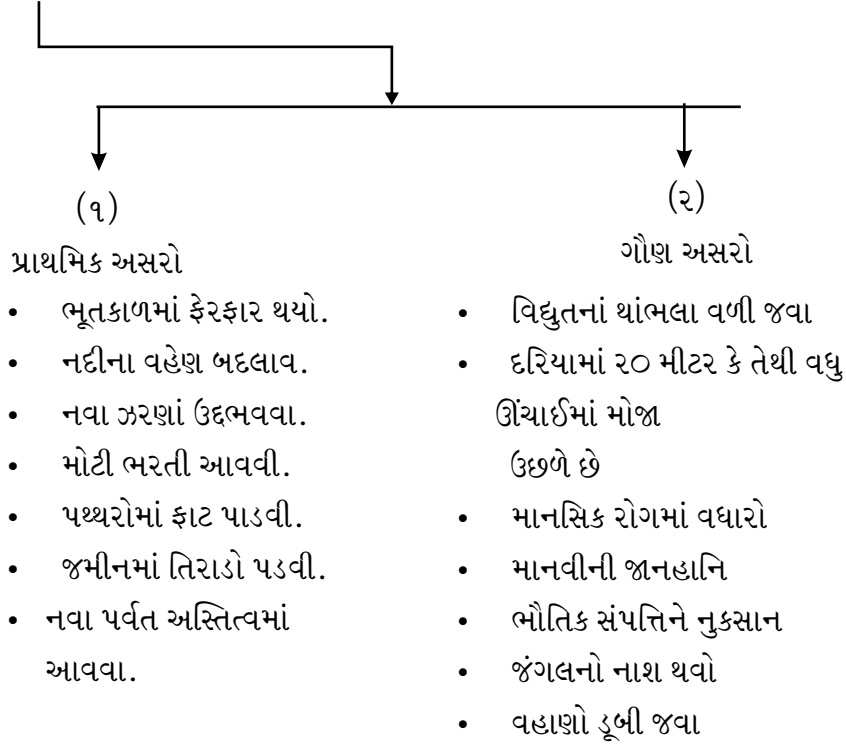 (૧)
પ્રાથમિક અસરો
• ભૂતકાળમાં ફેરફાર થયો.
• નદીના વહેણ બદલાવ.
• નવા ઝરણાં ઉદ્દભવવા.
• મોટી ભરતી આવવી.
• પથ્થરોમાં ફાટ પાડવી.
• જમીનમાં તિરાડો પડવી.
• નવા પર્વત અસ્તિત્વમાં
આવવા.
(૨)
ગૌણ અસરો
• વિદ્યુતનાં થાંભલા વળી જવા
• દરિયામાં ૨૦ મીટર કે તેથી વધુ
ઊંચાઈમાં મોજા
ઉછળે છે
• માનસિક રોગમાં વધારો
• માનવીની જાનહાનિ
• ભૌતિક સંપત્તિને નુકસાન
• જંગલનો નાશ થવો
• વહાણો ડૂબી જવા